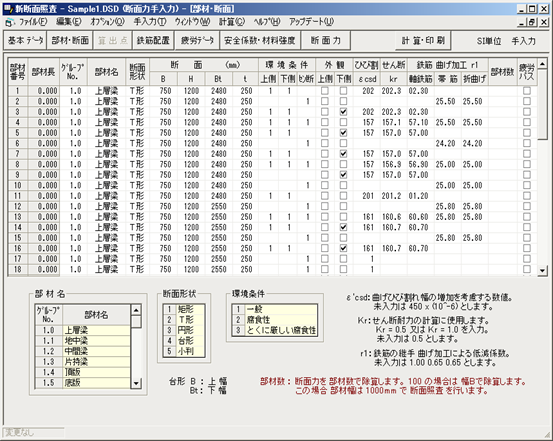 新断面照査 - Sample1.DSD (断面力手入力) - [部材・断面]
ファイル(F) 編集(E) オプション(O) 手入力(T) ウィントウ(W) 計算(C) ヘルプ(H) アップデート(U)
基本データ 部材・断面 算出点 鉄筋配置 疲労データ 安全係数・材料強度 断面力 計算・印刷 SI単位 手入力
部材番号 部材長 グループNo. 部材名 断面形状 断面 (mm) 環境条件 外観 ひび割 せん断 鉄筋 曲げ加工 r1 部材数 疲労パス
B H Bt t 上側 下側 せん断 上側 下側 ε'csd kr 軸鉄筋 帯筋 折曲げ
1 0.000 1.0 上層梁 T形 750 1200 2480 250 1 1 202 202.3 02.30
2 0.000 1.0 上層梁 T形 750 1200 2480 250 1 25.50 25.50
3 0.000 1.0 上層梁 T形 750 1200 2480 250 1 1 202 202.3 02.30
4 0.000 1.0 上層梁 T形 750 1200 2480 250 1 1 157 157.1 57.10 25.50 25.50
5 0.000 1.0 上層梁 T形 750 1200 2480 250 1 1 157 157.0 57.00
6 0.000 1.0 上層梁 T形 750 1200 2480 250 1 24.20 24.20
7 0.000 1.0 上層梁 T形 750 1200 2480 250 1 1 157 157.0 57.00
8 0.000 1.0 上層梁 T形 750 1200 2480 250 1 1 157 156.9 56.90 25.00 25.00
9 0.000 1.0 上層梁 T形 750 1200 2480 250 1 1 157 157.0 57.00
10 0.000 1.0 上層梁 T形 750 1200 2480 250 1 25.00 25.00
11 0.000 1.0 上層梁 T形 750 1200 2480 250 1 1 201 201.2 01.20
12 0.000 1.0 上層梁 T形 750 1200 2550 250 1 25.80 25.80
13 0.000 1.0 上層梁 T形 750 1200 2550 250 1 1 161 160.6 60.60 25.80 25.80
14 0.000 1.0 上層梁 T形 750 1200 2550 250 1 1 161 160.7 60.70
15 0.000 1.0 上層梁 T形 750 1200 2550 250 1 25.80 25.80
16 0.000 1.0 上層梁 T形 750 1200 2550 250 1 1 161 160.7 60.70
17 0.000 1.0 上層梁 T形 750 1200 2480 250 1 1
18 0.000 1.0 上層梁 T形 750 1200 2480 250 1 1
部材名
グループNo. 部材名
1.0 上層梁
1.1 地中梁
1.2 中間梁
1.3 片持梁
1.4 頂版
1.5 底版
断面形状
1 矩形
2 T形
3 円形
4 台形
5 小判
環境条件
1 一般
2 腐食性
3 とくに厳しい腐食性
台形 B : 上幅
Bt : 下幅
ε'csd:曲げひび割れ幅の増加を考慮する数値。
未入力は 450 x (10^-6)とします。
Kr:せん断耐力の計算に使用します。
Kr = 0.5 又は Kr = 1.0 を入力。
未入力は 0.5 とします。
r1:鉄筋の継手 曲げ加工による低減係数。
未入力は 1.00 0.65 0.65 とします。
部材数 : 断面力を 部材数で除算します。100 の場合は 幅Bで除算します。
この場合 部材幅は1000mm で 断面照査を行います。
変更なし